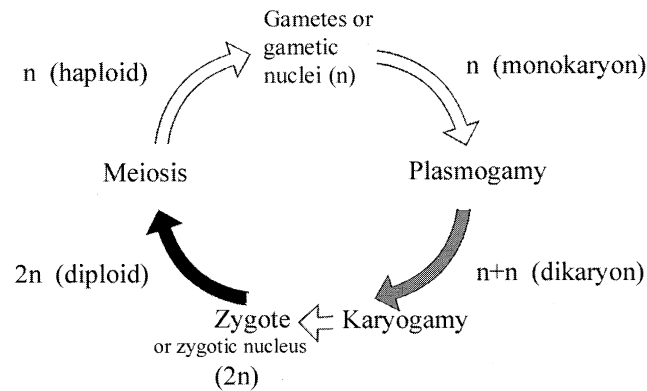 Gametes or
gametic
nuclei (n)
n (haploid)
n (monokaryon)
Meiosis
Plasmogamy
2n (diploid)
n+n (dikaryon)
Zygote
Karyogamy
or zygotic nucleus
(2n)